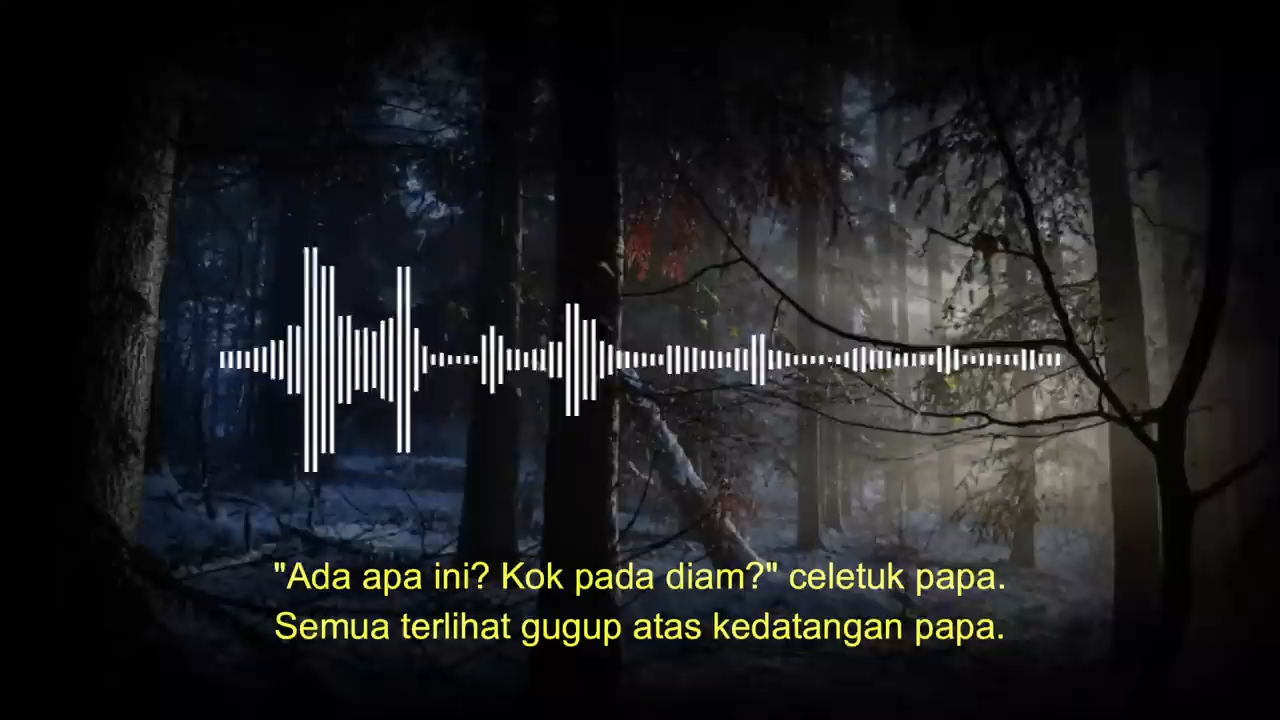 "Ada apa ini? Kok pada diam?" celetuk papa.
Semua terlihat gugup atas kedatangan papa.